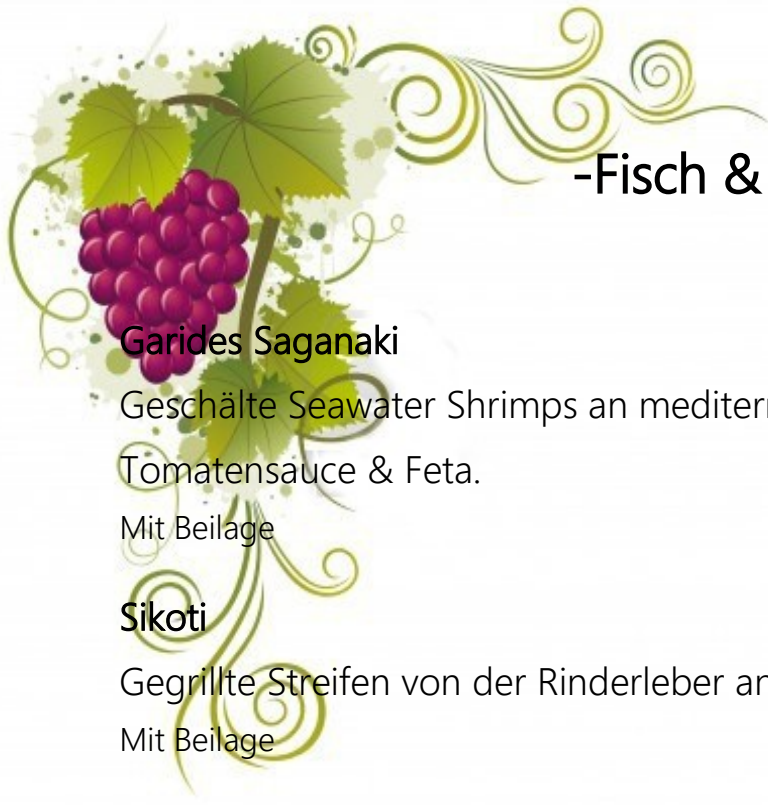 -Fisch &
Garides Saganaki
Geschälte Seawater Shrimps an mediterr
Tomatensauce & Feta.
Mit Beilage
Sikoti
Gegrillte Streifen von der Rinderleber an
Mit Beilage